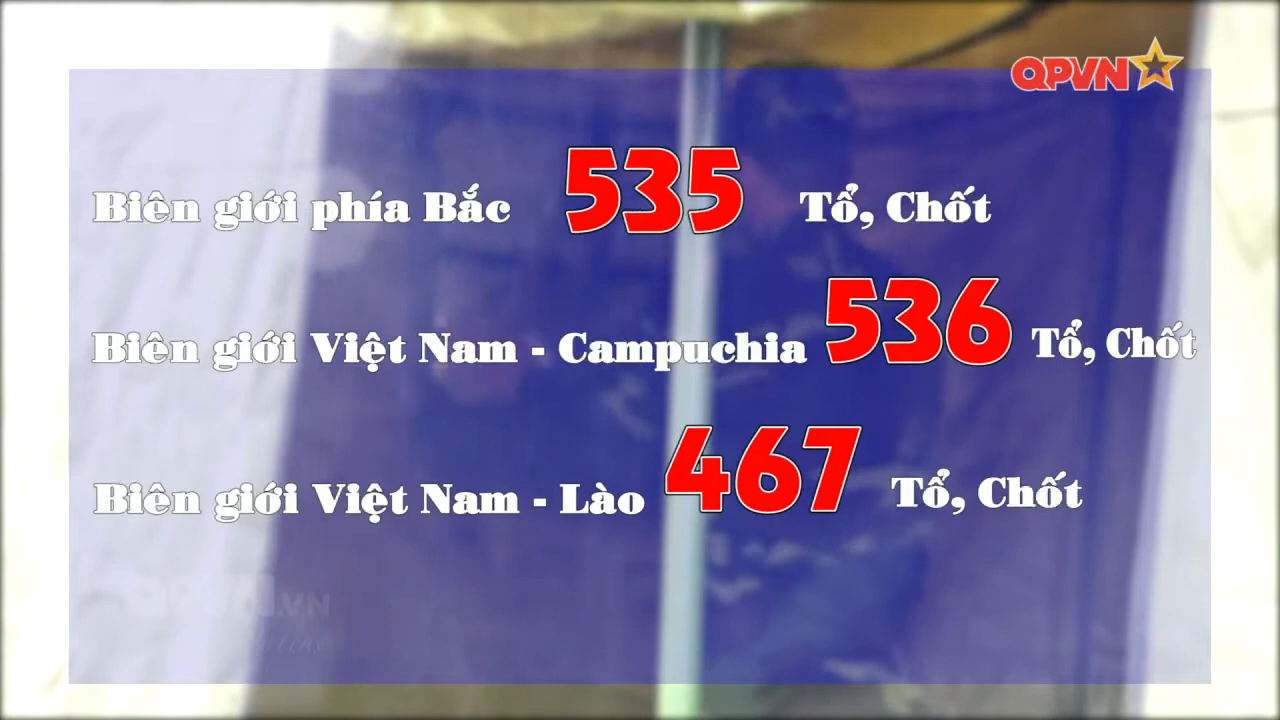 QPVN
Biên giới phía Bắc 535 Tổ, Chốt
Biên giới Việt Nam - Campuchia 536 Tổ, Chốt
Biên giới Việt Nam - Lào 467 Tổ, Chốt